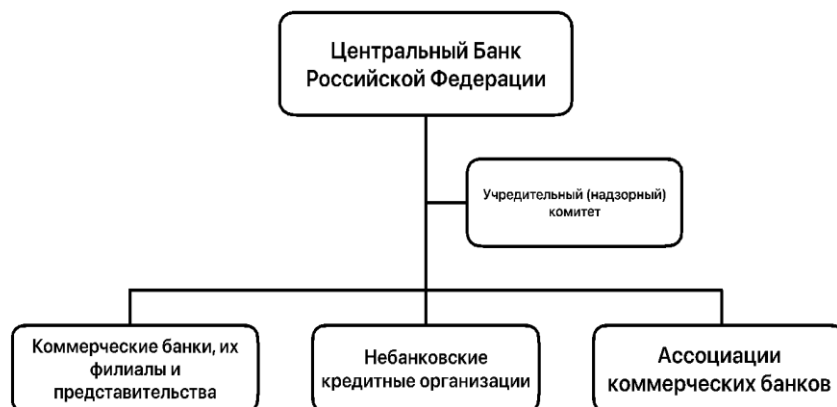 Центральный Банк
Российской Федерации
Учредительный (надзорный)
комитет
Коммерческие банки, их
филиалы и
представительства
Небанковские
кредитные организации
Ассоциации
коммерческих банков